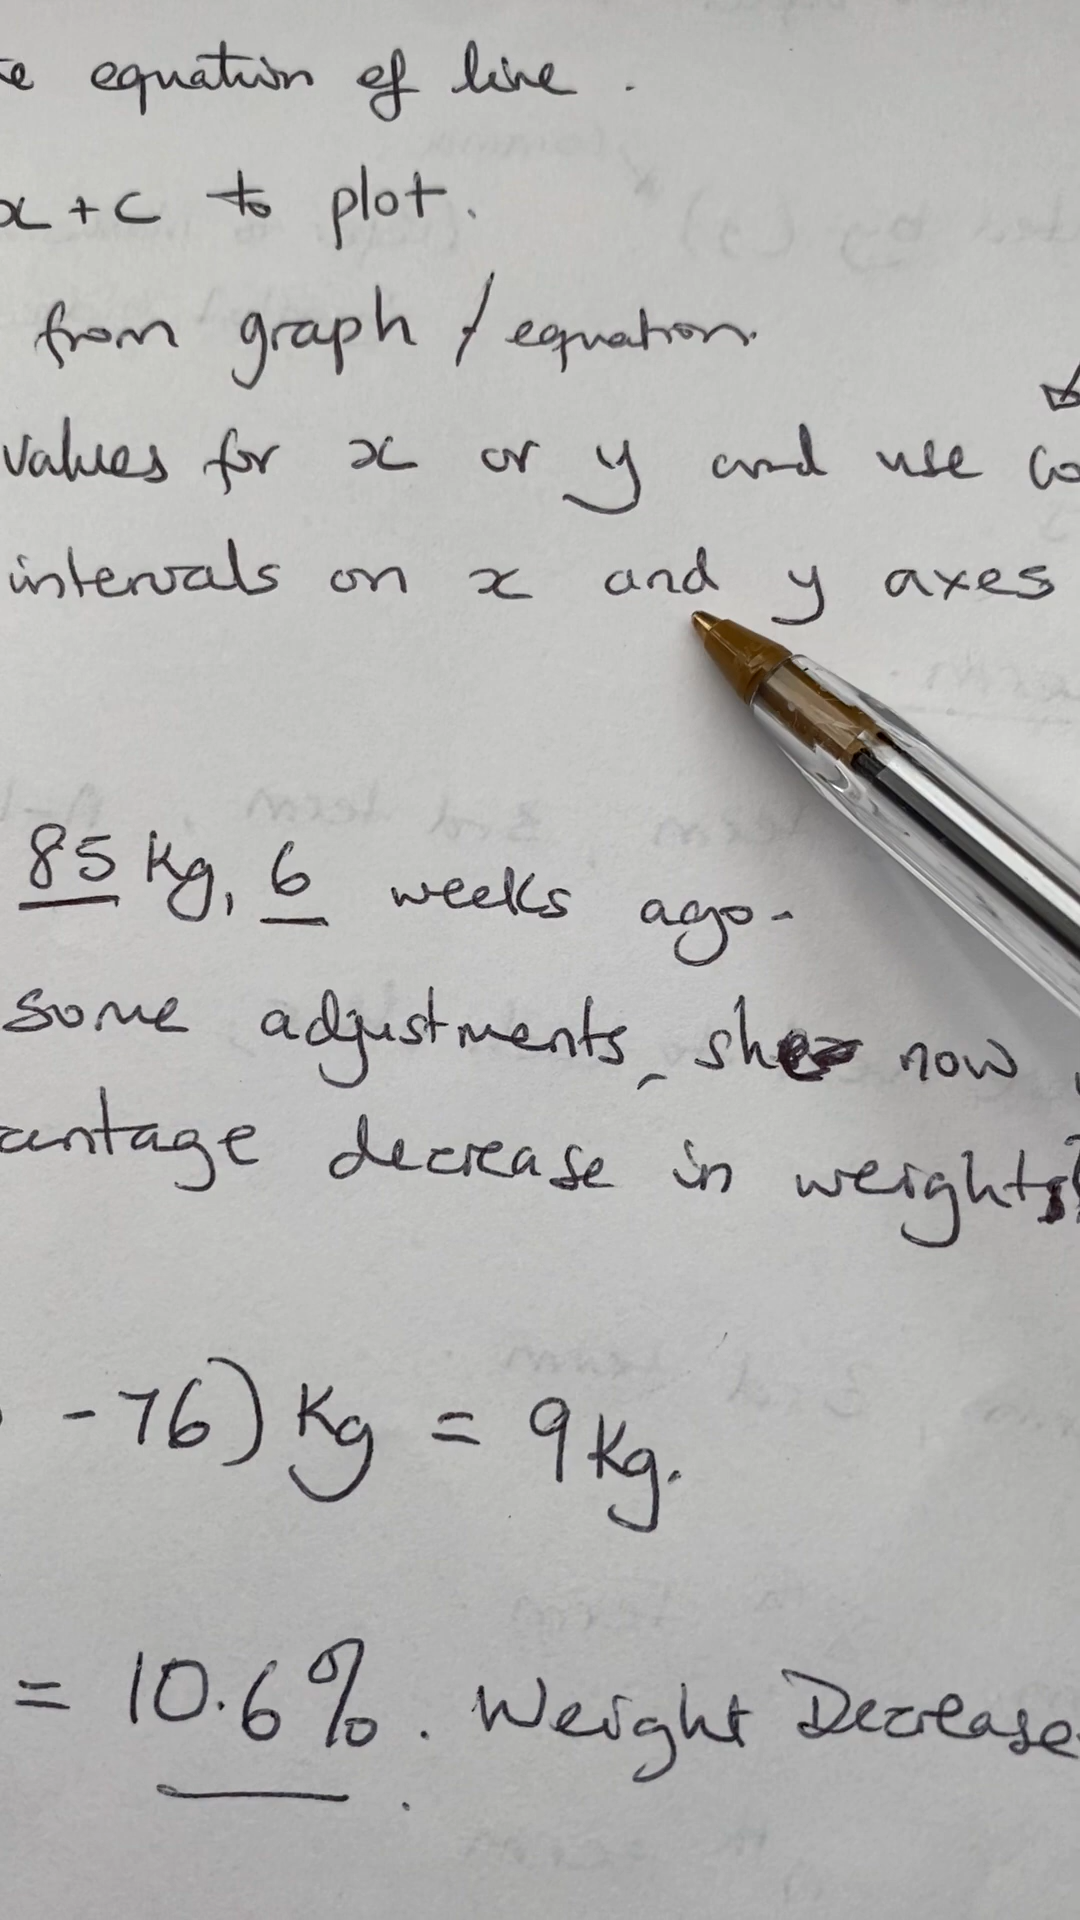 equation of line.
x + c to plot.
from graph / equation.
values for x or y and use
intervals on x and y axes
85 Kg, 6 weeks ago.
some adjustments, she now
antage decrease in weight?
- 76) Kg = 9 Kg.
= 10.6%. Weight Decrease